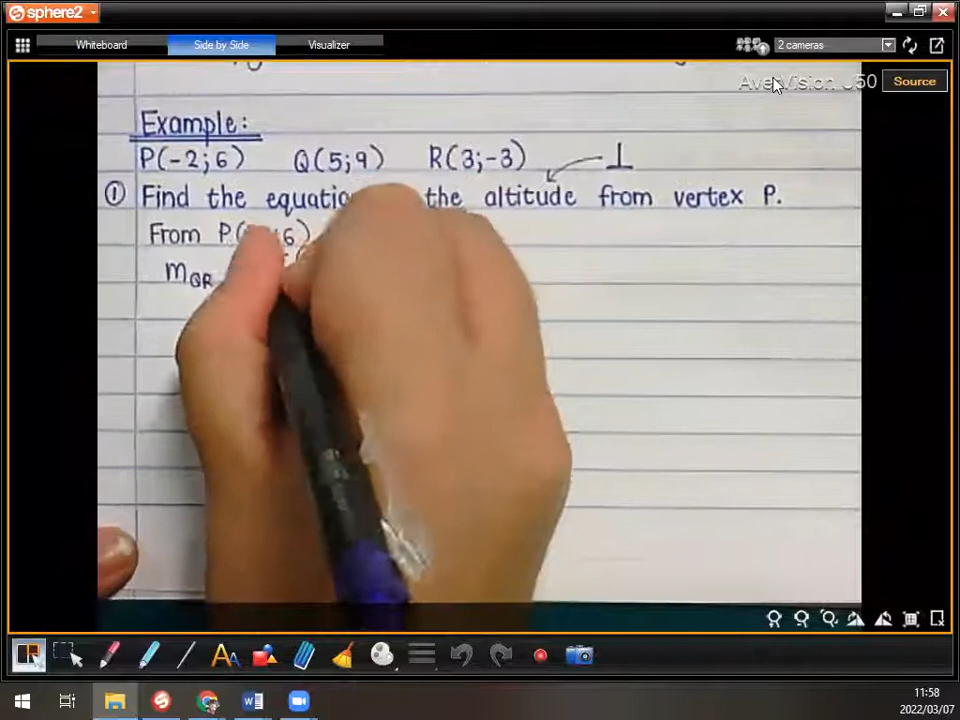 sphere2
Whiteboard Side by Side Visualizer
2 cameras
Source
Example:
P(-2;6) Q(5;9) R(3;-3) ⊥
① Find the the altitude from vertex P.
From
mQR
11:58
2022/03/07